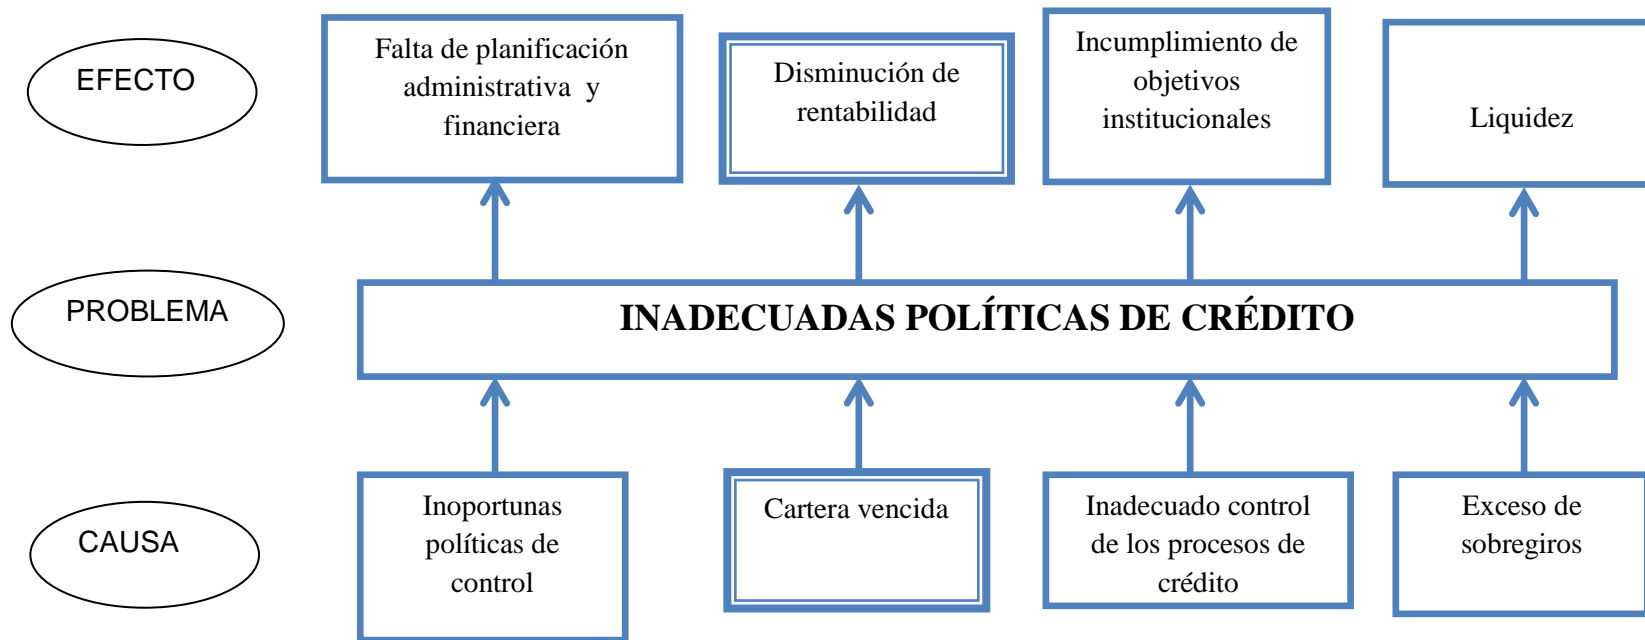 EFECTO
Falta de planificación
administrativa y
financiera
Disminución de
rentabilidad
Incumplimiento de
objetivos
institucionales
Liquidez
PROBLEMA
INADECUADAS POLÍTICAS DE CRÉDITO
CAUSA
Inoportunas
políticas de
control
Cartera vencida
Inadecuado control
de los procesos de
crédito
Exceso de
sobregiros